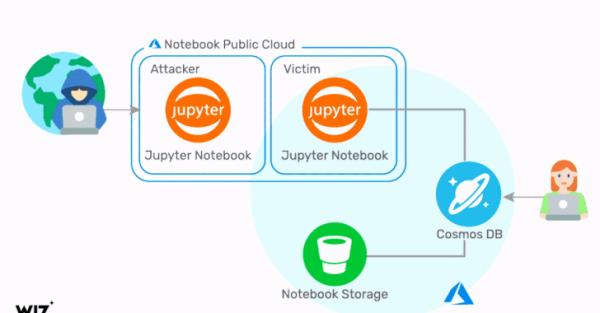 Notebook Public Cloud
Attacker
Victim
jupyter
jupyter
Jupyter Notebook
Jupyter Notebook
Cosmos DB
Notebook Storage
WIZ